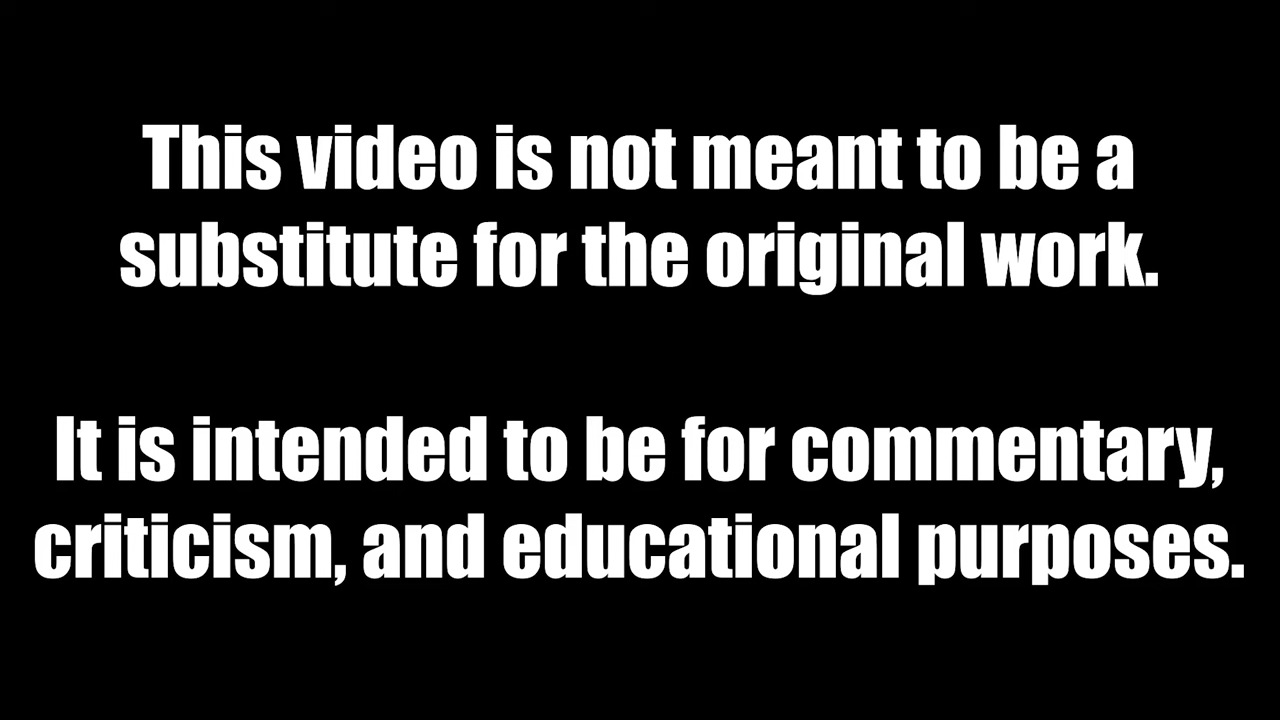 This video is not meant to be a
substitute for the original work.
It is intended to be for commentary,
criticism, and educational purposes.